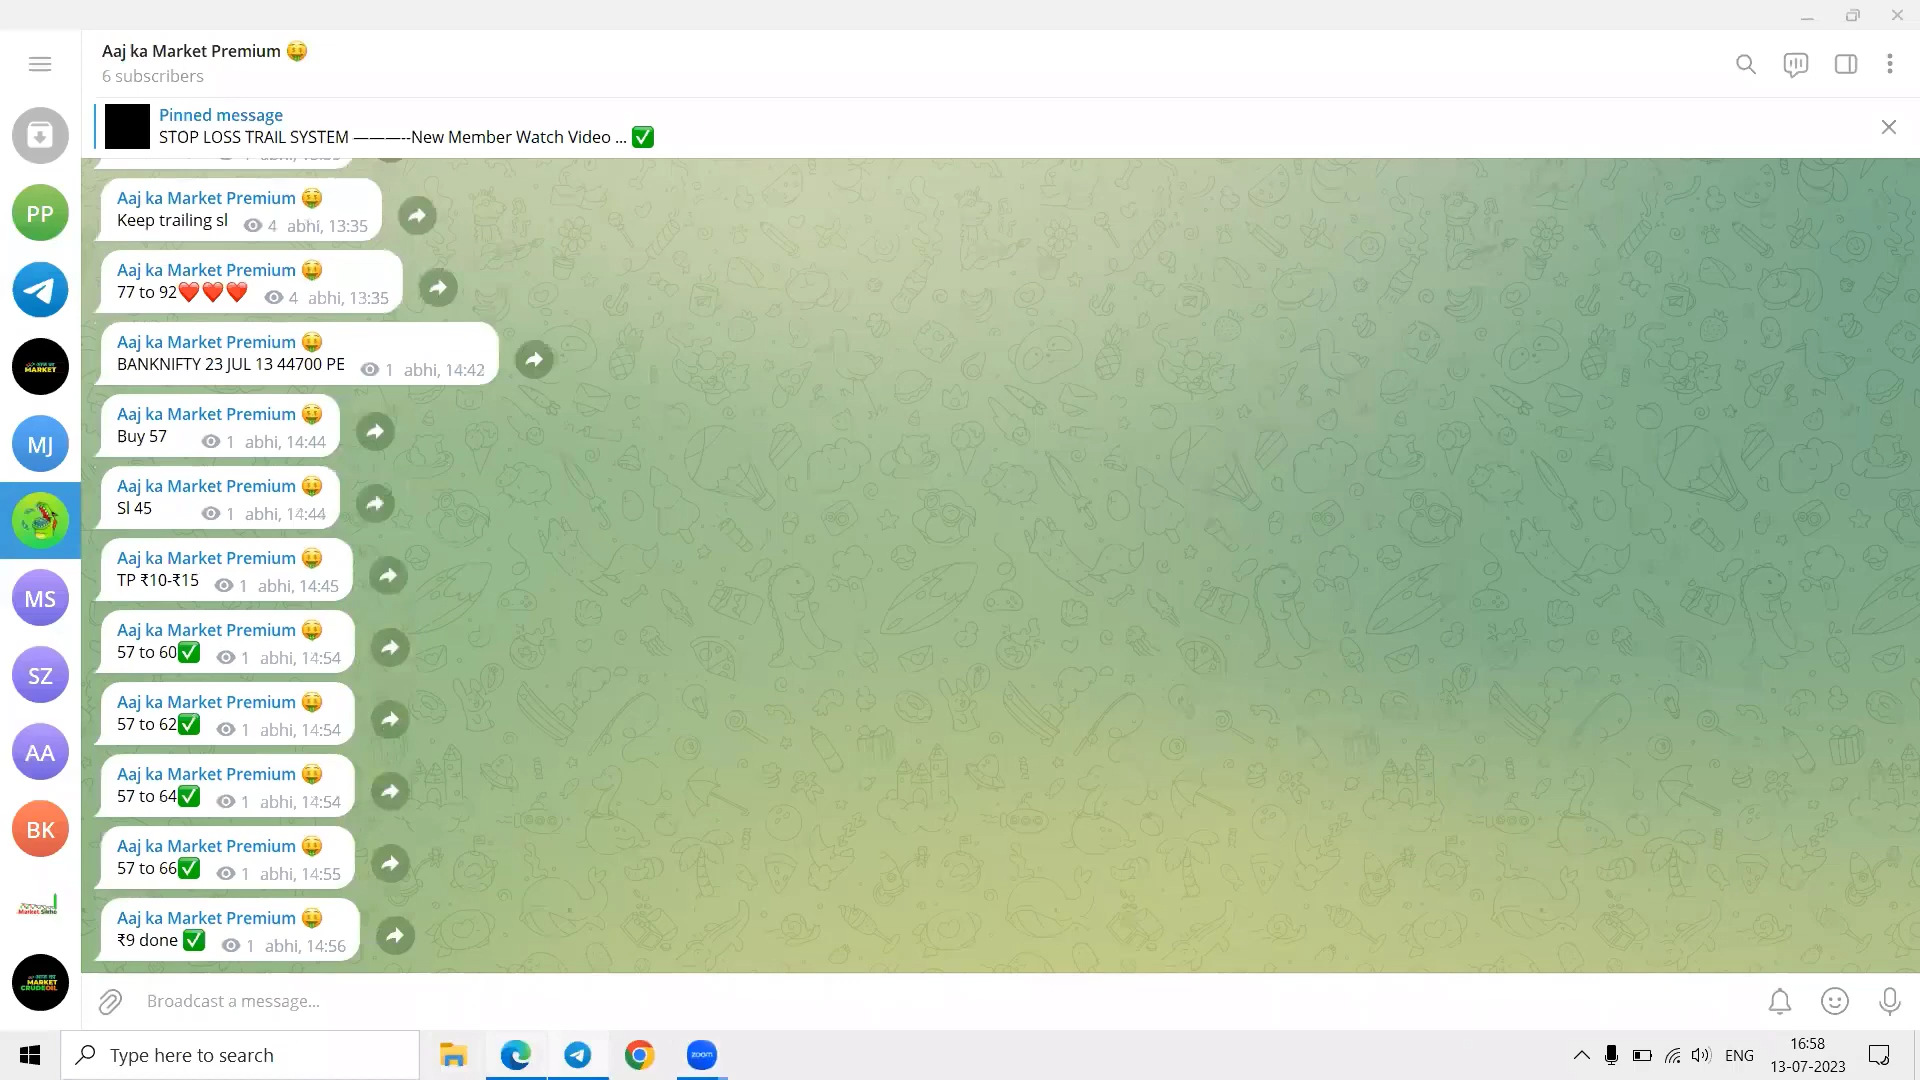 Aaj ka Market Premium 🤑
6 subscribers
Pinned message
STOP LOSS TRAIL SYSTEM ———--New Member Watch Video ... ✅
Aaj ka Market Premium 🤑
Keep trailing sl 4 abhi, 13:35
Aaj ka Market Premium 🤑
77 to 92❤️❤️❤️ 4 abhi, 13:35
Aaj ka Market Premium 🤑
BANKNIFTY 23 JUL 13 44700 PE 1 abhi, 14:42
Aaj ka Market Premium 🤑
Buy 57 1 abhi, 14:44
Aaj ka Market Premium 🤑
Sl 45 1 abhi, 14:44
Aaj ka Market Premium 🤑
TP ₹10-₹15 1 abhi, 14:45
Aaj ka Market Premium 🤑
57 to 60✅ 1 abhi, 14:54
Aaj ka Market Premium 🤑
57 to 62✅ 1 abhi, 14:54
Aaj ka Market Premium 🤑
57 to 64✅ 1 abhi, 14:54
Aaj ka Market Premium 🤑
57 to 66✅ 1 abhi, 14:55
Aaj ka Market Premium 🤑
₹9 done ✅ 1 abhi, 14:56
Broadcast a message...
PP
MARKET
MJ
MS
SZ
AA
BK
Market Sikho
MARKET
CRUDEOIL
Type here to search
zoom
ENG
16:58
13-07-2023